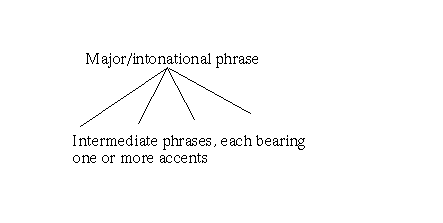 Major/intonational phrase
Intermediate phrases, each bearing
one or more accents